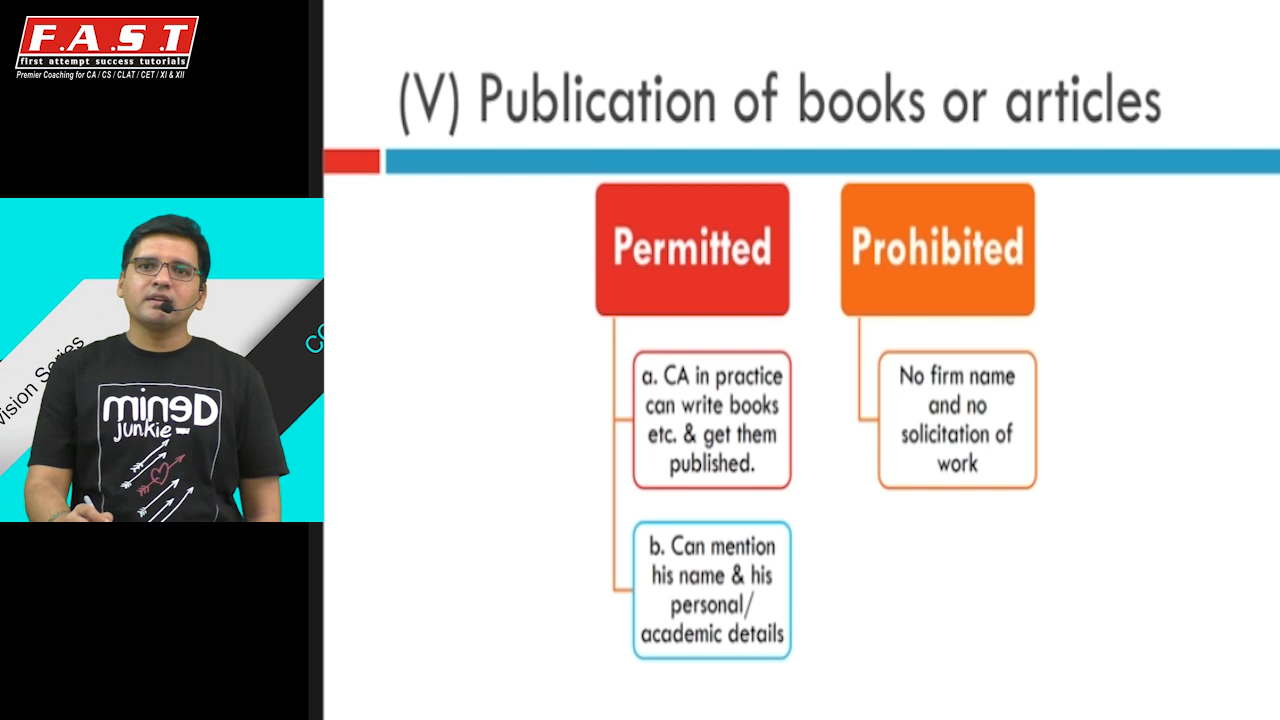 F.A.S.T
first attempt success tutorials
Premier Coaching for CA / CS / CLAT / CET / XI & XII
(V) Publication of books or articles
Permitted
Prohibited
a. CA in practice
can write books
etc. & get them
published.
No firm name
and no
solicitation of
work
b. Can mention
his name & his
personal/
academic details
vision Series
mineD
junkie